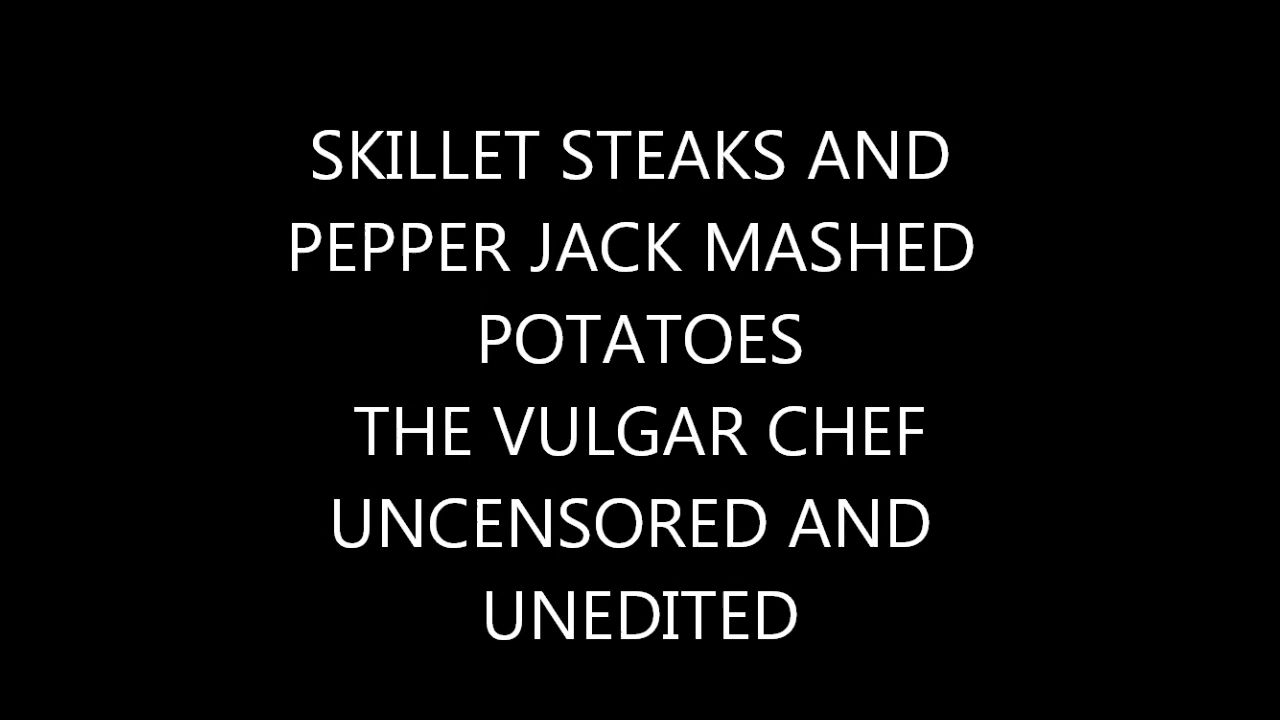 SKILLET STEAKS AND
PEPPER JACK MASHED
POTATOES
THE VULGAR CHEF
UNCENSORED AND
UNEDITED